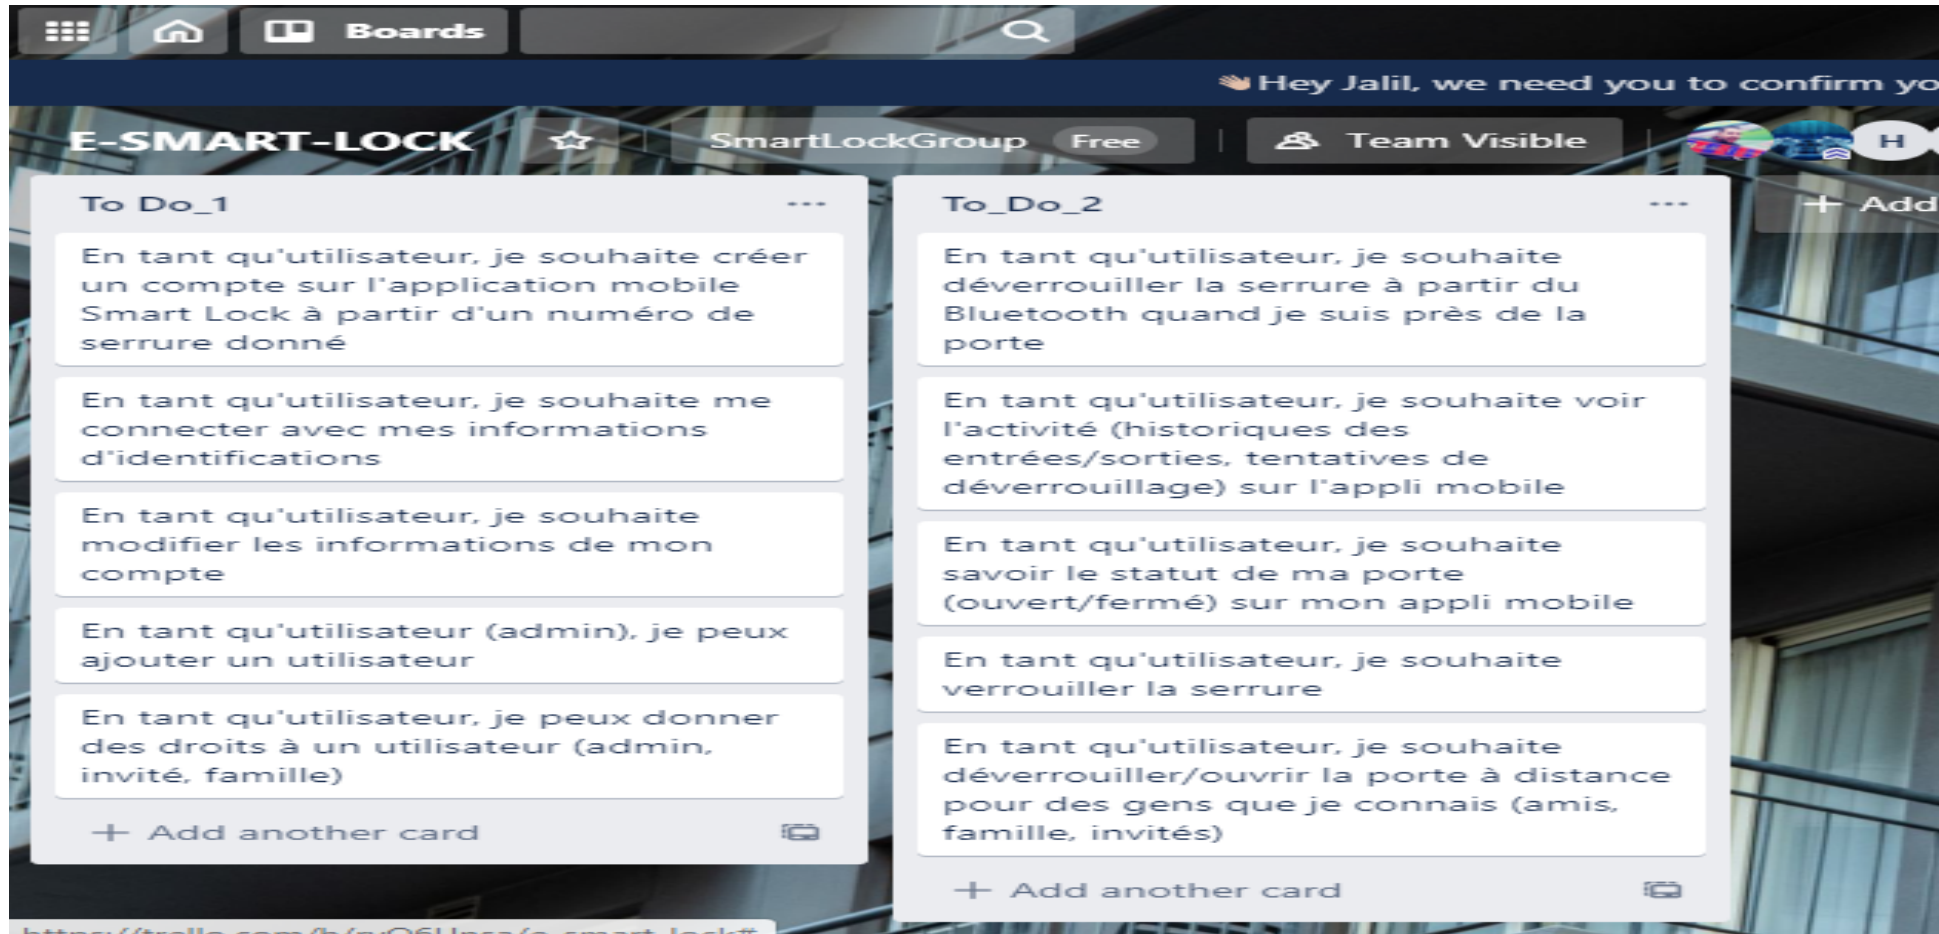 Boards
👋Hey Jalil, we need you to confirm yo
E-SMART-LOCK
SmartLockGroup Free
Team Visible
H
To Do_1
En tant qu'utilisateur, je souhaite créer
un compte sur l'application mobile
Smart Lock à partir d'un numéro de
serrure donné
En tant qu'utilisateur, je souhaite me
connecter avec mes informations
d'identifications
En tant qu'utilisateur, je souhaite
modifier les informations de mon
compte
En tant qu'utilisateur (admin), je peux
ajouter un utilisateur
En tant qu'utilisateur, je peux donner
des droits à un utilisateur (admin,
invité, famille)
+ Add another card
To_Do_2
En tant qu'utilisateur, je souhaite
déverrouiller la serrure à partir du
Bluetooth quand je suis près de la
porte
En tant qu'utilisateur, je souhaite voir
l'activité (historiques des
entrées/sorties, tentatives de
déverrouillage) sur l'appli mobile
En tant qu'utilisateur, je souhaite
savoir le statut de ma porte
(ouvert/fermé) sur mon appli mobile
En tant qu'utilisateur, je souhaite
verrouiller la serrure
En tant qu'utilisateur, je souhaite
déverrouiller/ouvrir la porte à distance
pour des gens que je connais (amis,
famille, invités)
+ Add another card
+ Add